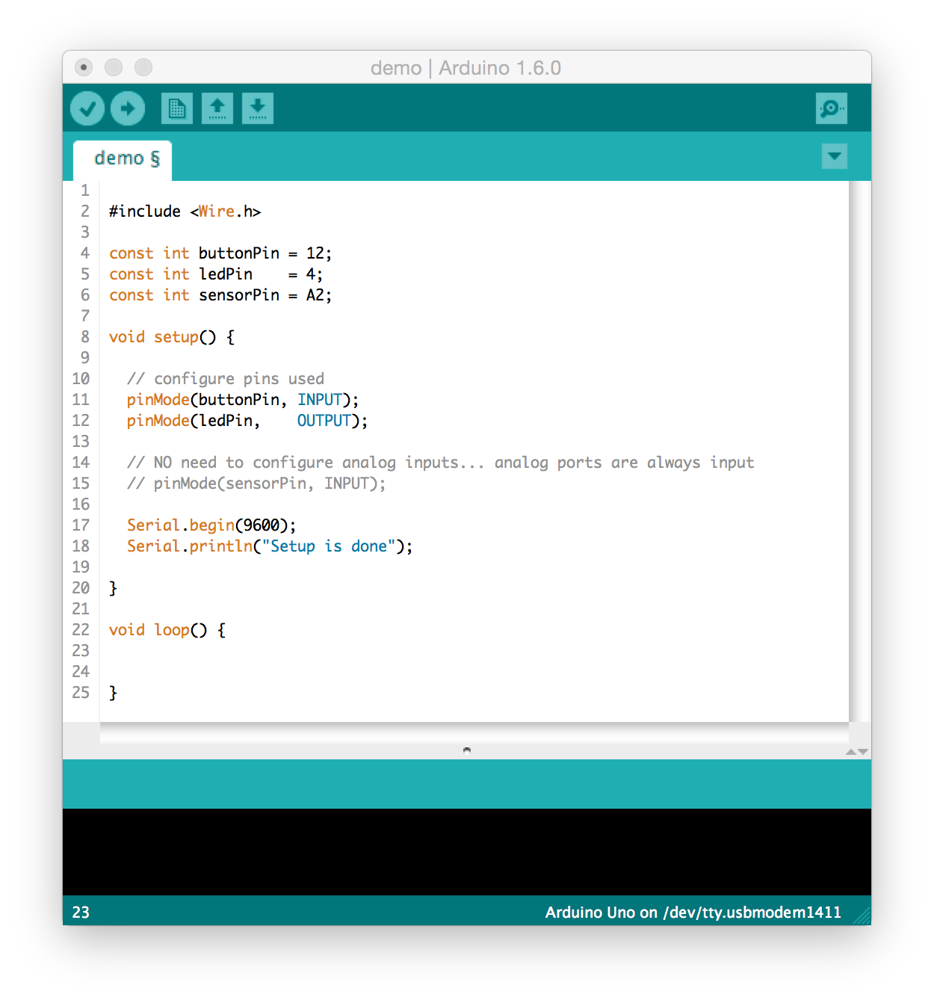 demo | Arduino 1.6.0
demo §
1
2 #include <Wire.h>
3
4 const int buttonPin = 12;
5 const int ledPin    = 4;
6 const int sensorPin = A2;
7
8 void setup() {
9
10   // configure pins used
11   pinMode(buttonPin, INPUT);
12   pinMode(ledPin,    OUTPUT);
13
14   // NO need to configure analog inputs... analog ports are always input
15   // pinMode(sensorPin, INPUT);
16
17   Serial.begin(9600);
18   Serial.println("Setup is done");
19
20 }
21
22 void loop() {
23
24
25 }
23 Arduino Uno on /dev/tty.usbmodem1411